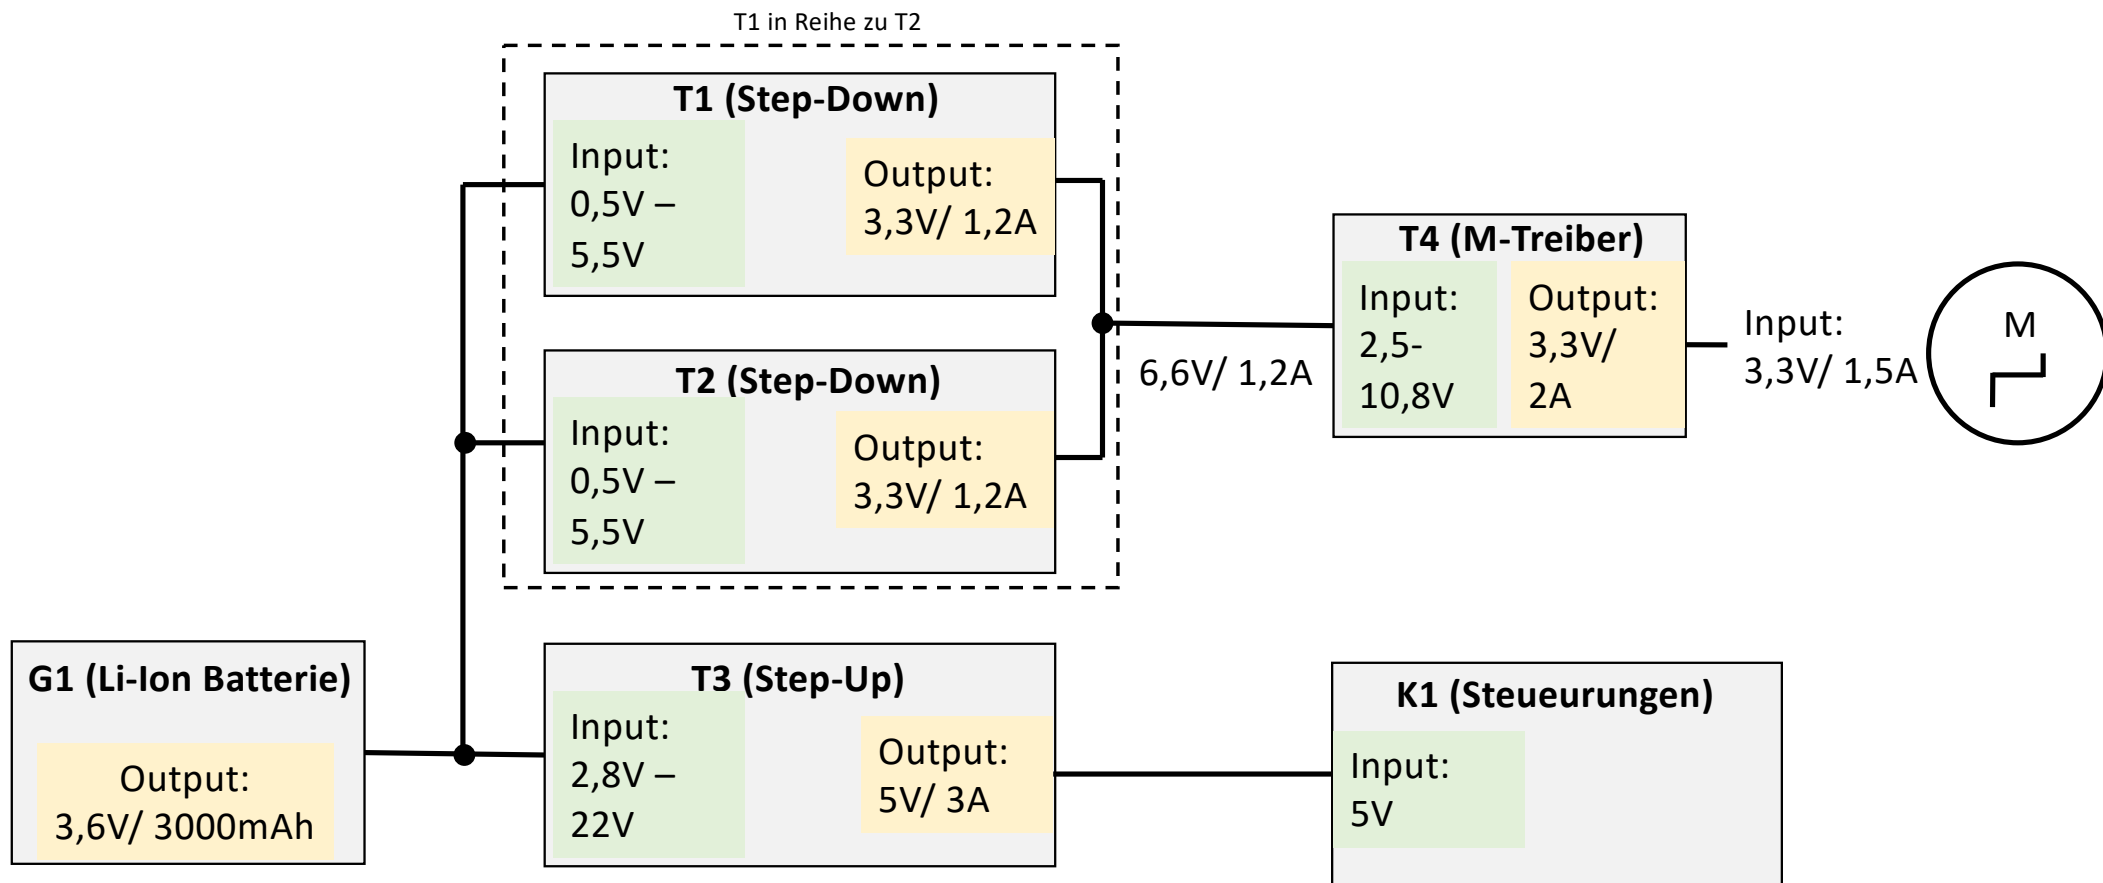 T1 in Reihe zu T2
T1 (Step-Down)
Input:
0,5V –
5,5V
Output:
3,3V/ 1,2A
T2 (Step-Down)
Input:
0,5V –
5,5V
Output:
3,3V/ 1,2A
6,6V/ 1,2A
T4 (M-Treiber)
Input:
2,5-
10,8V
Output:
3,3V/
2A
Input:
3,3V/ 1,5A
M
G1 (Li-Ion Batterie)
Output:
3,6V/ 3000mAh
T3 (Step-Up)
Input:
2,8V –
22V
Output:
5V/ 3A
K1 (Steueurungen)
Input:
5V